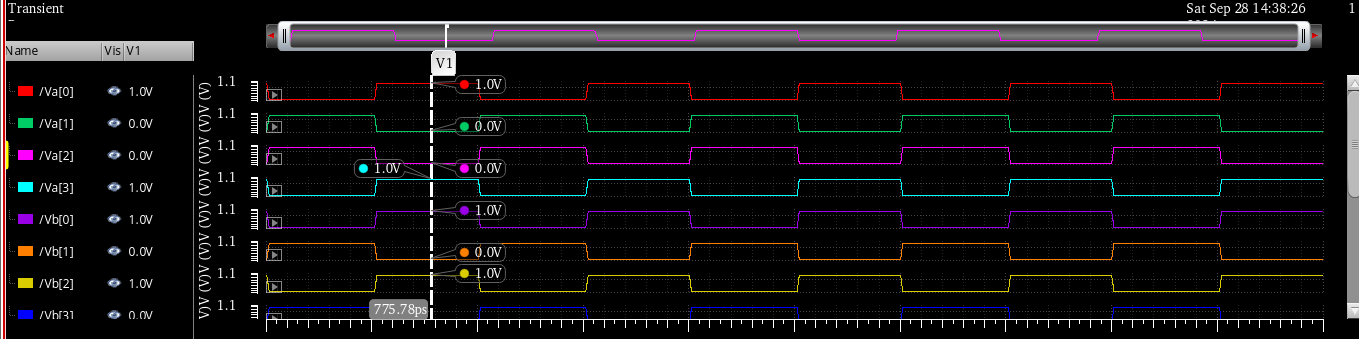 Transient
Sat Sep 28 14:38:26
1
Name Vis V1
V1
/Va[0] 1.0V 1.1 1.0V
/Va[1] 0.0V 1.1 0.0V
/Va[2] 0.0V 1.1 1.0V 0.0V
/Va[3] 1.0V 1.1
/Vb[0] 1.0V 1.1 1.0V
/Vb[1] 0.0V 1.1 0.0V
/Vb[2] 1.0V 1.1 1.0V
/Vb[3] 0.0V 1.1
775.78ps